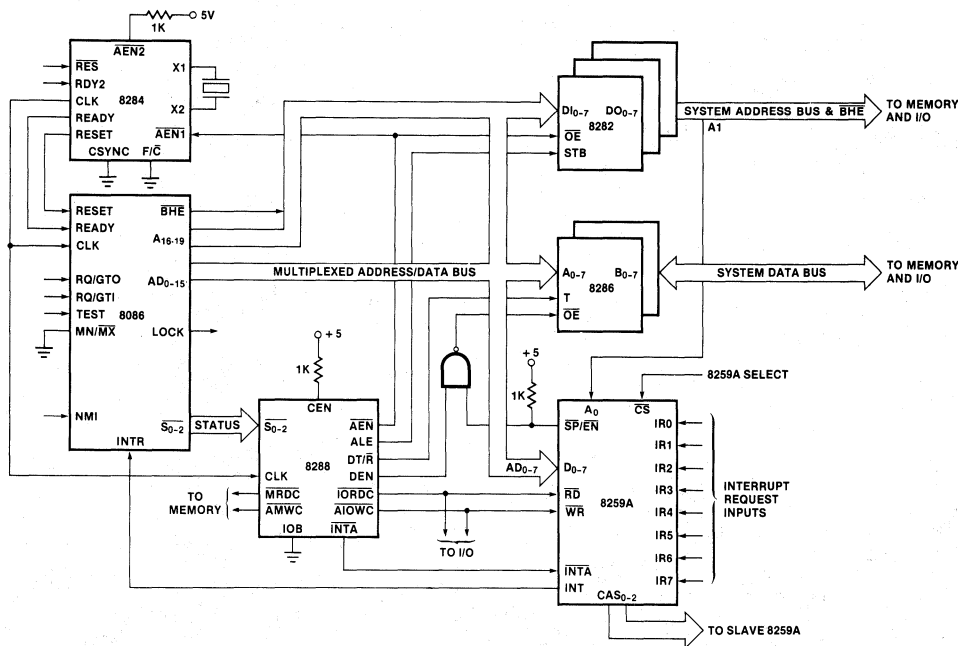 5V
1K
AEN2
RES
RDY2
CLK
8284
READY
RESET
CSYNC
F/C
X1
X2
AEN1
DI0-7
DO0-7
8282
OE
STB
SYSTEM ADDRESS BUS & BHE
A1
TO MEMORY
AND I/O
RESET
READY
CLK
BHE
A16-19
RQ/GTO
RQ/GTI
TEST
8086
MN/MX
AD0-15
LOCK
NMI
S0-2
INTR
MULTIPLEXED ADDRESS/DATA BUS
A0-7
B0-7
8286
T
OE
SYSTEM DATA BUS
TO MEMORY
AND I/O
STATUS
+5
1K
CEN
S0-2
AEN
ALE
DT/R
8288
DEN
CLK
MRDC
IORDC
AMWC
AIOWC
IOB
INTA
TO
MEMORY
TO I/O
+5
1K
8259A SELECT
A0
CS
SP/EN
AD0-7
D0-7
8259A
RD
WR
INTA
INT
CAS0-2
IR0
IR1
IR2
IR3
IR4
IR5
IR6
IR7
INTERRUPT
REQUEST
INPUTS
TO SLAVE 8259A